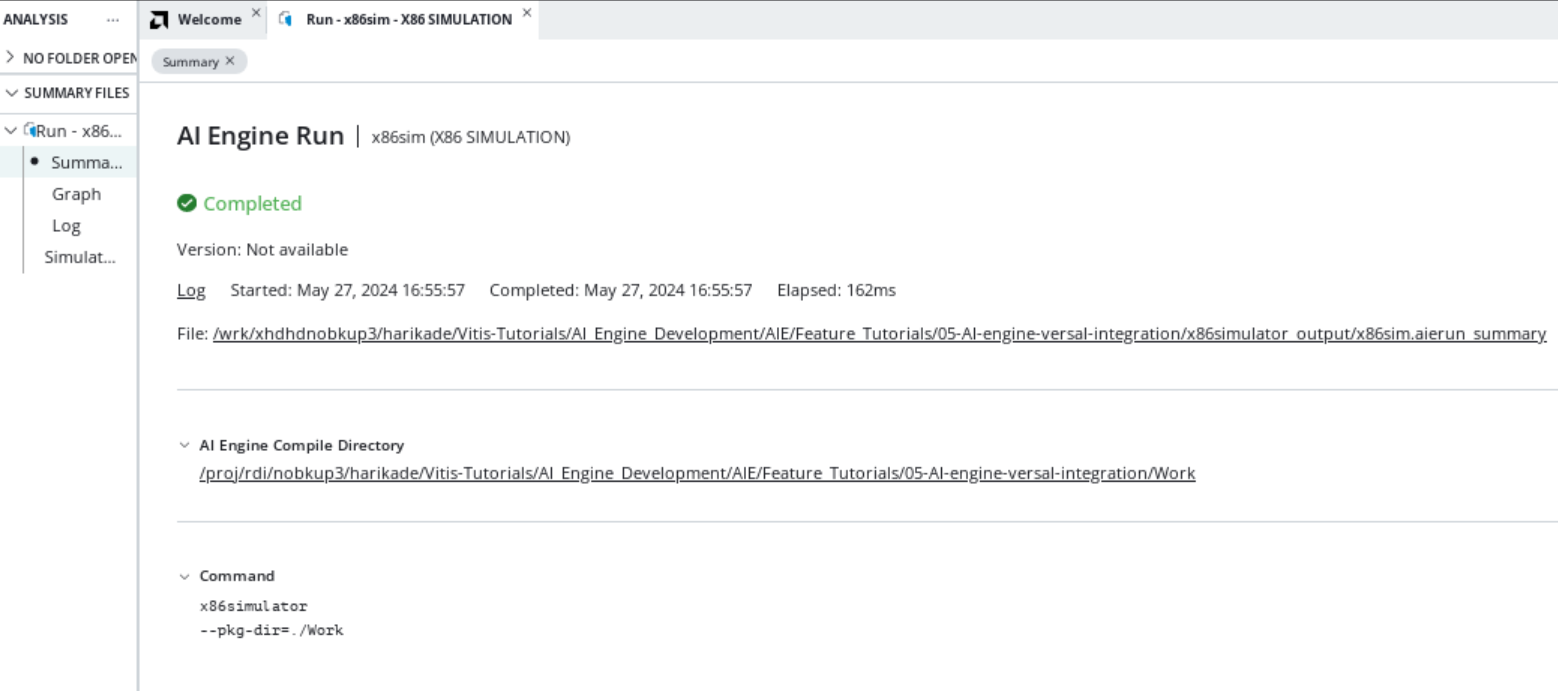 ANALYSIS ...
NO FOLDER OPEN
SUMMARY FILES
Run - x86...
Summa...
Graph
Log
Simulat...
Welcome × Run - x86sim - X86 SIMULATION ×
Summary ×
AI Engine Run | x86sim (X86 SIMULATION)
Completed
Version: Not available
Log Started: May 27, 2024 16:55:57 Completed: May 27, 2024 16:55:57 Elapsed: 162ms
File: /wrk/xhdhdnobkup3/harikade/Vitis-Tutorials/AI_Engine_Development/AIE/Feature_Tutorials/05-AI-engine-versal-integration/x86simulator_output/x86sim.aierun_summary
AI Engine Compile Directory
/proj/rdi/nobkup3/harikade/Vitis-Tutorials/AI_Engine_Development/AIE/Feature_Tutorials/05-AI-engine-versal-integration/Work
Command
x86simulator
--pkg-dir=./Work